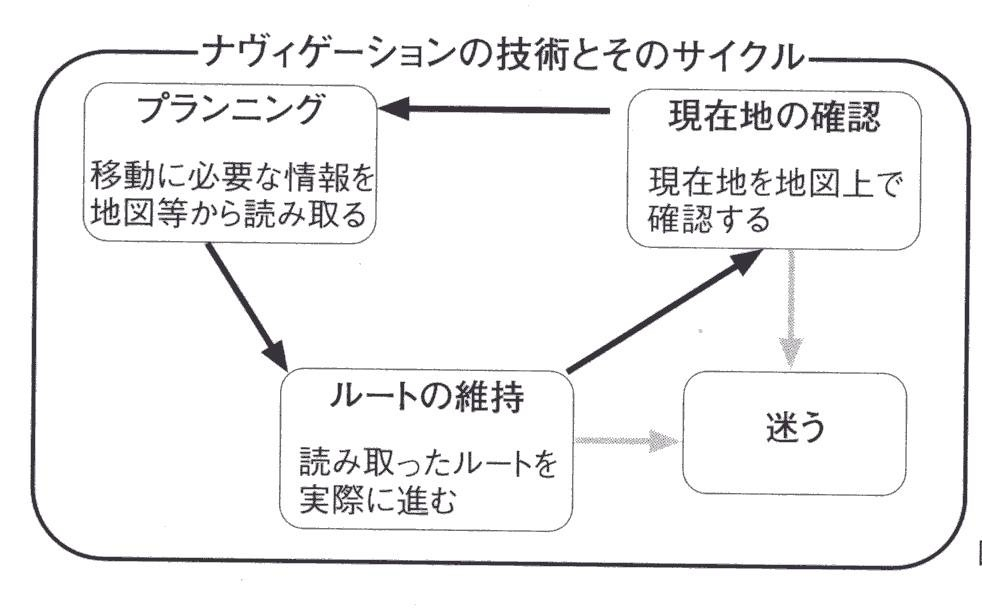 ナヴィゲーションの技術とそのサイクル
プランニング
移動に必要な情報を
地図等から読み取る
現在地の確認
現在地を地図上で
確認する
ルートの維持
読み取ったルートを
実際に進む
迷う